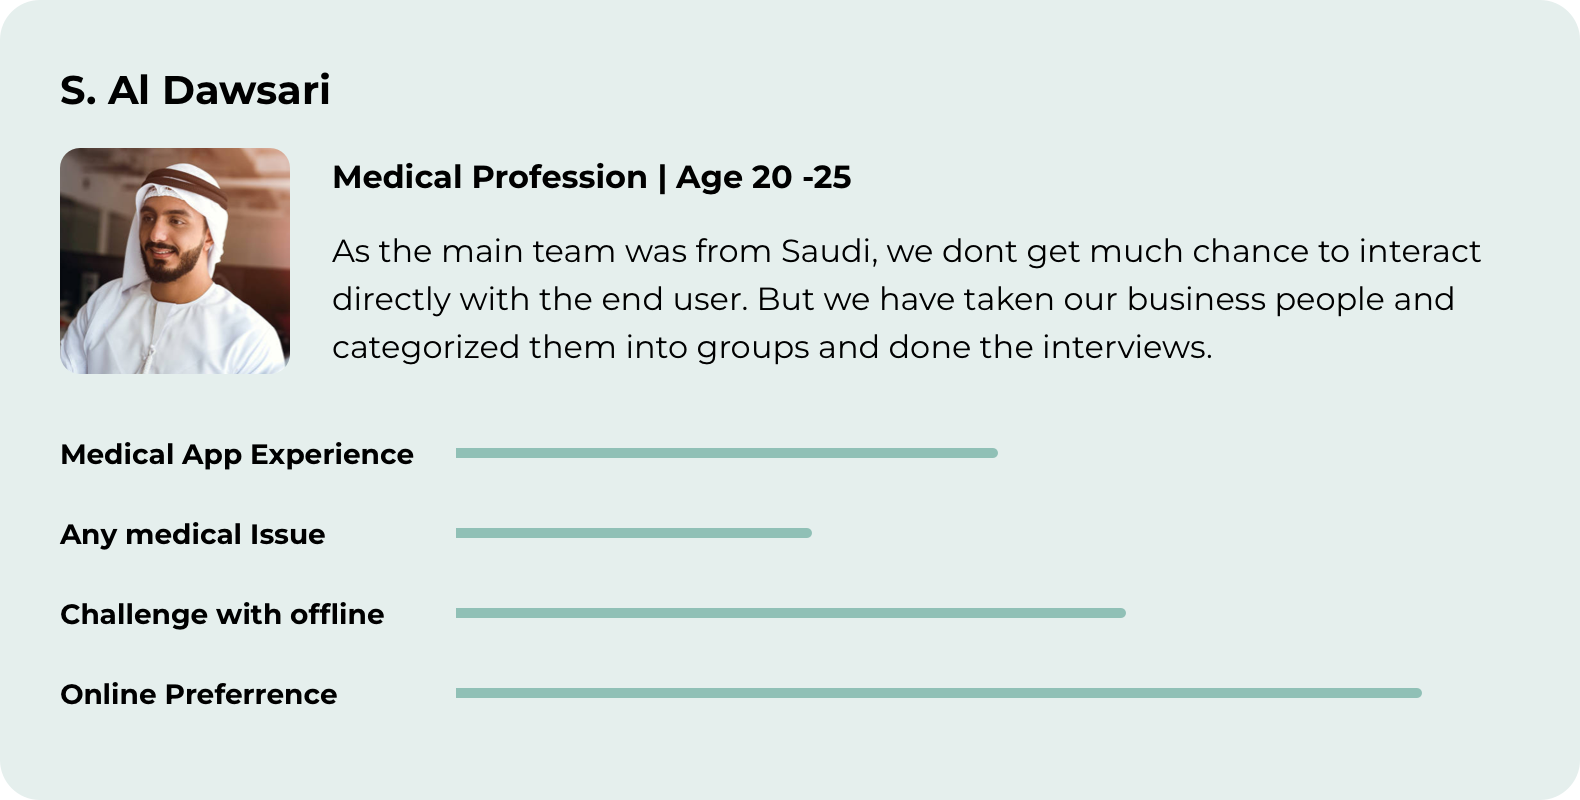 S. Al Dawsari
Medical Profession | Age 20 -25
As the main team was from Saudi, we dont get much chance to interact
directly with the end user. But we have taken our business people and
categorized them into groups and done the interviews.
Medical App Experience
Any medical Issue
Challenge with offline
Online Preferrence